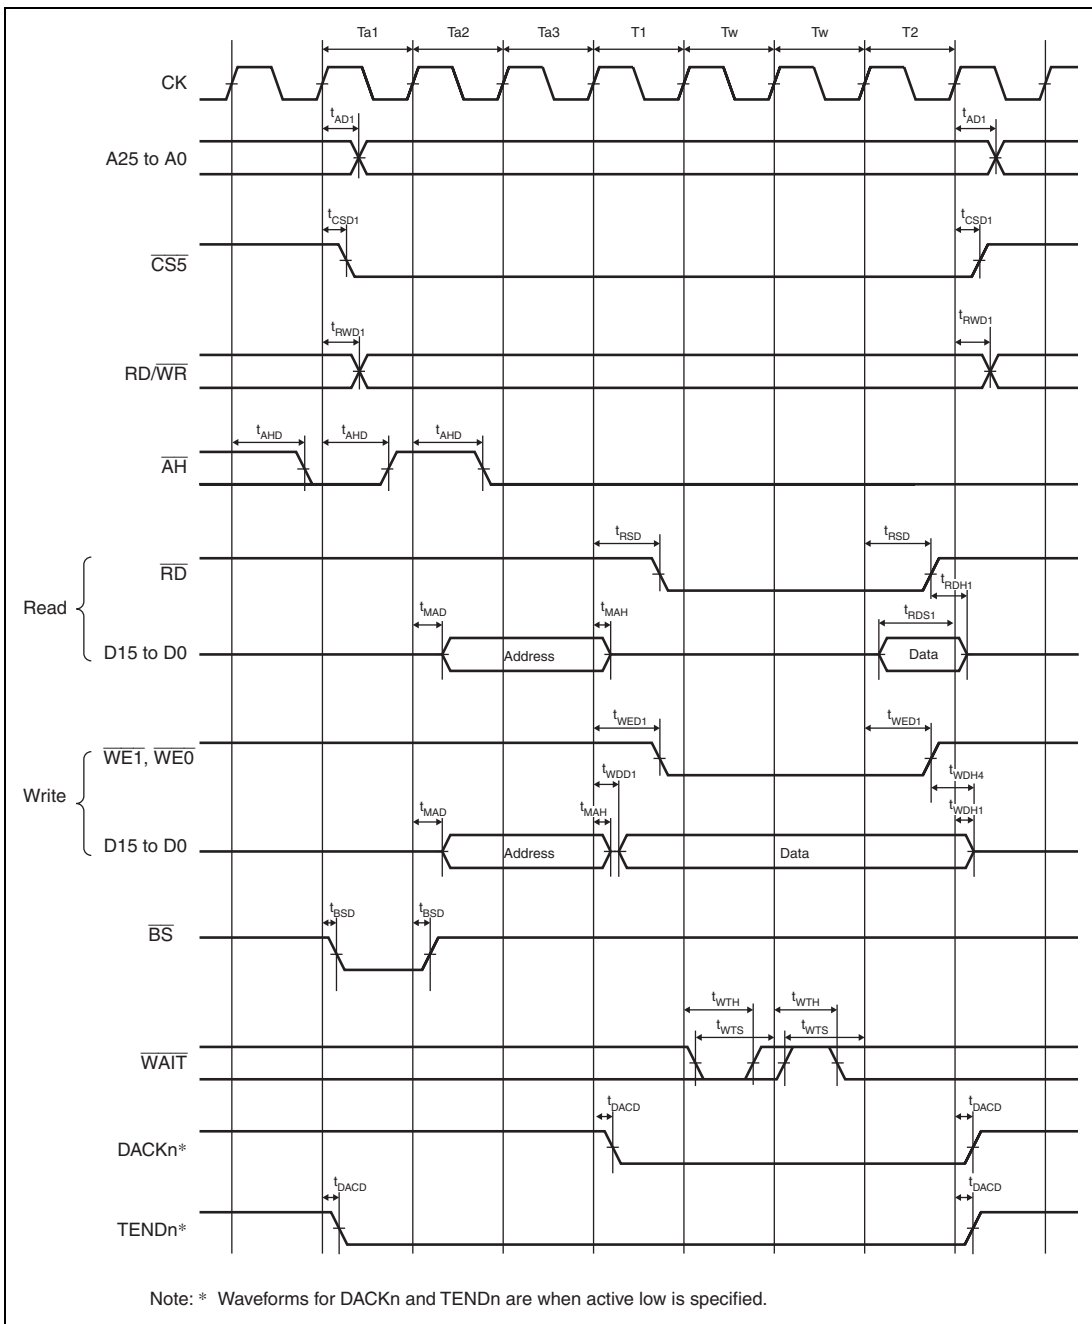 Ta1 Ta2 Ta3 T1 Tw Tw T2
CK
tAD1 tAD1
A25 to A0
tCSD1 tCSD1
CS5
tRWD1 tRWD1
RD/WR
tAHD tAHD tAHD
AH
tRSD tRSD
RD
tRDH1
Read
tMAD tMAH tRDS1
D15 to D0 Address Data
tWED1 tWED1
WE1, WE0
tWDD1 tWDH4
Write
tMAD tMAH tWDH1
D15 to D0 Address Data
tBSD tBSD
BS
tWTH tWTH
tWTS tWTS
WAIT
tDACD tDACD
DACKn*
tDACD tDACD
TENDn*
Note: * Waveforms for DACKn and TENDn are when active low is specified.